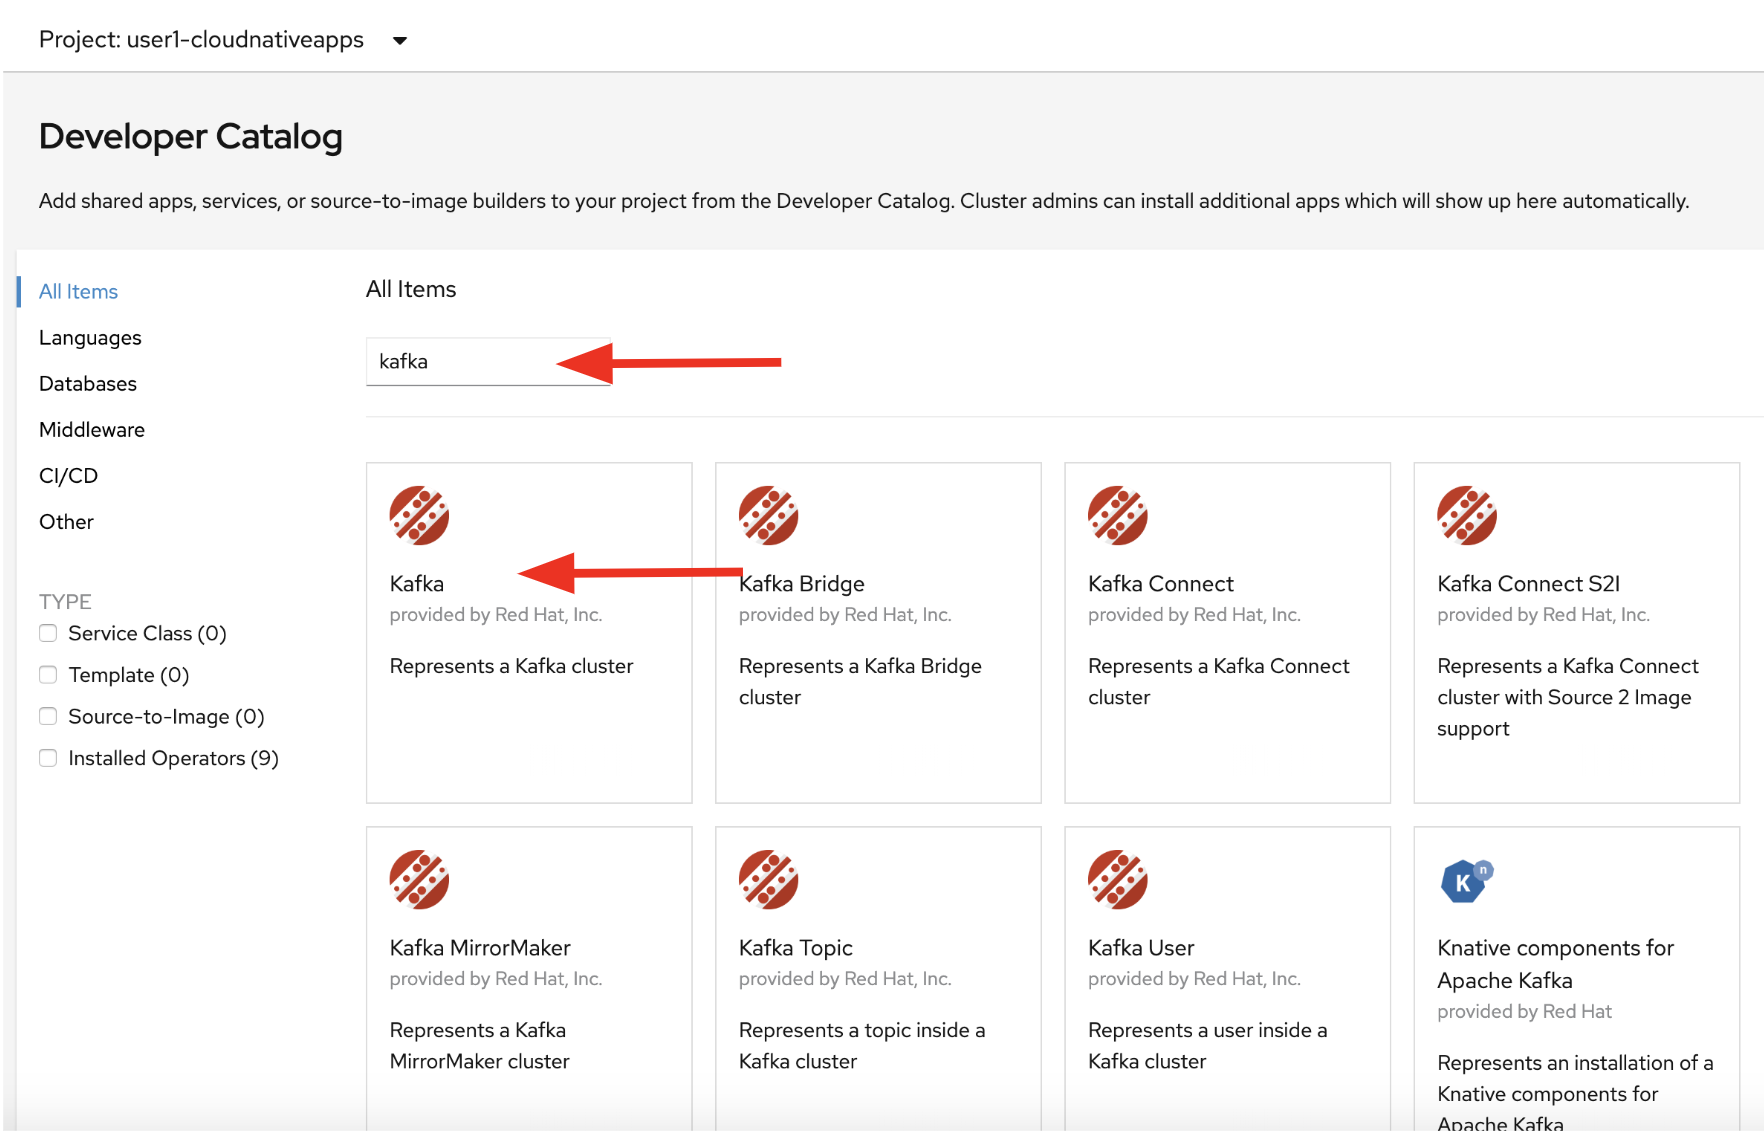 Project: user1-cloudnativeapps
Developer Catalog
Add shared apps, services, or source-to-image builders to your project from the Developer Catalog. Cluster admins can install additional apps which will show up here automatically.
All Items
Languages
Databases
Middleware
CI/CD
Other
TYPE
Service Class (0)
Template (0)
Source-to-Image (0)
Installed Operators (9)
All Items
kafka
Kafka
provided by Red Hat, Inc.
Represents a Kafka cluster
Kafka Bridge
provided by Red Hat, Inc.
Represents a Kafka Bridge
cluster
Kafka Connect
provided by Red Hat, Inc.
Represents a Kafka Connect
cluster
Kafka Connect S2I
provided by Red Hat, Inc.
Represents a Kafka Connect
cluster with Source 2 Image
support
Kafka MirrorMaker
provided by Red Hat, Inc.
Represents a Kafka
MirrorMaker cluster
Kafka Topic
provided by Red Hat, Inc.
Represents a topic inside a
Kafka cluster
Kafka User
provided by Red Hat, Inc.
Represents a user inside a
Kafka cluster
K n
Knative components for
Apache Kafka
provided by Red Hat
Represents an installation of a
Knative components for
Apache Kafka